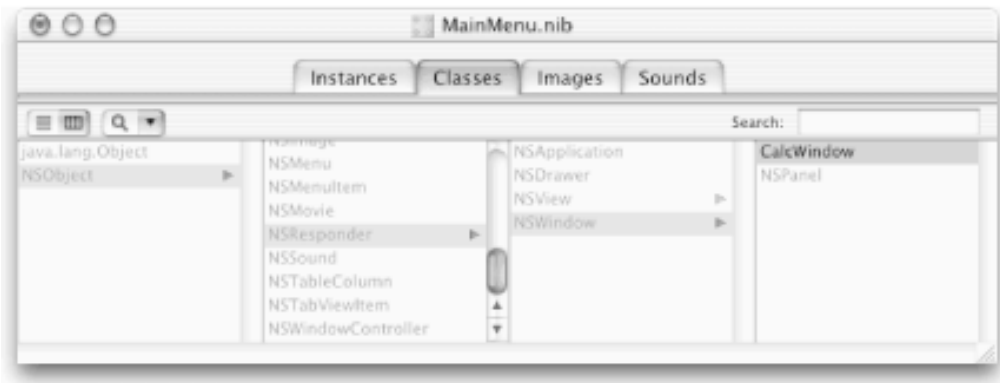 MainMenu.nib
Instances Classes Images Sounds
Search:
java.lang.Object
NSObject
NSImage
NSMenu
NSMenuItem
NSMovie
NSResponder
NSSound
NSTableColumn
NSTabViewItem
NSWindowController
NSApplication
NSDrawer
NSView
NSWindow
CalcWindow
NSPanel